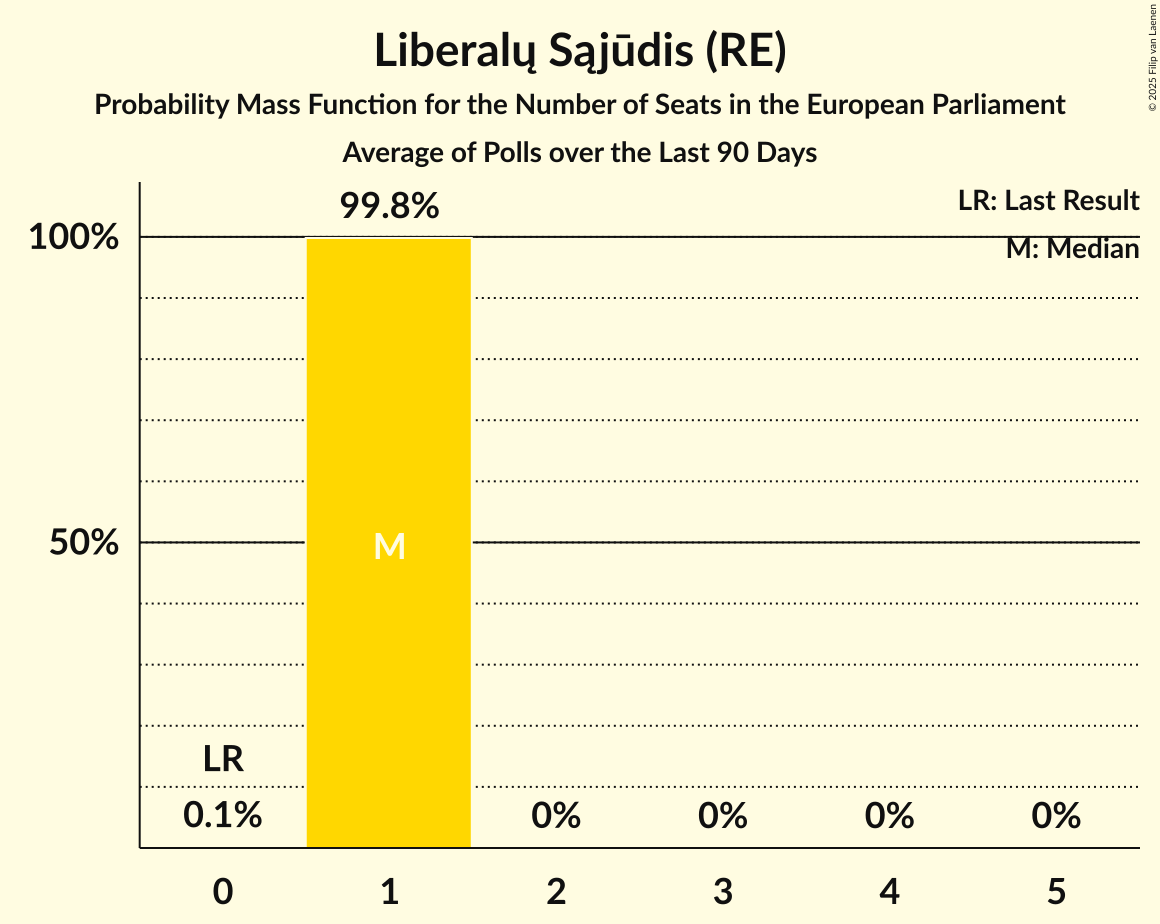 Liberalų Sąjūdis (RE)
Probability Mass Function for the Number of Seats in the European Parliament
Average of Polls over the Last 90 Days
© 2025 Filip van Laenen
LR: Last Result
M: Median
99.8%
100%
50%
M
LR
0.1%
0%
0%
0%
0%
0
1
2
3
4
5